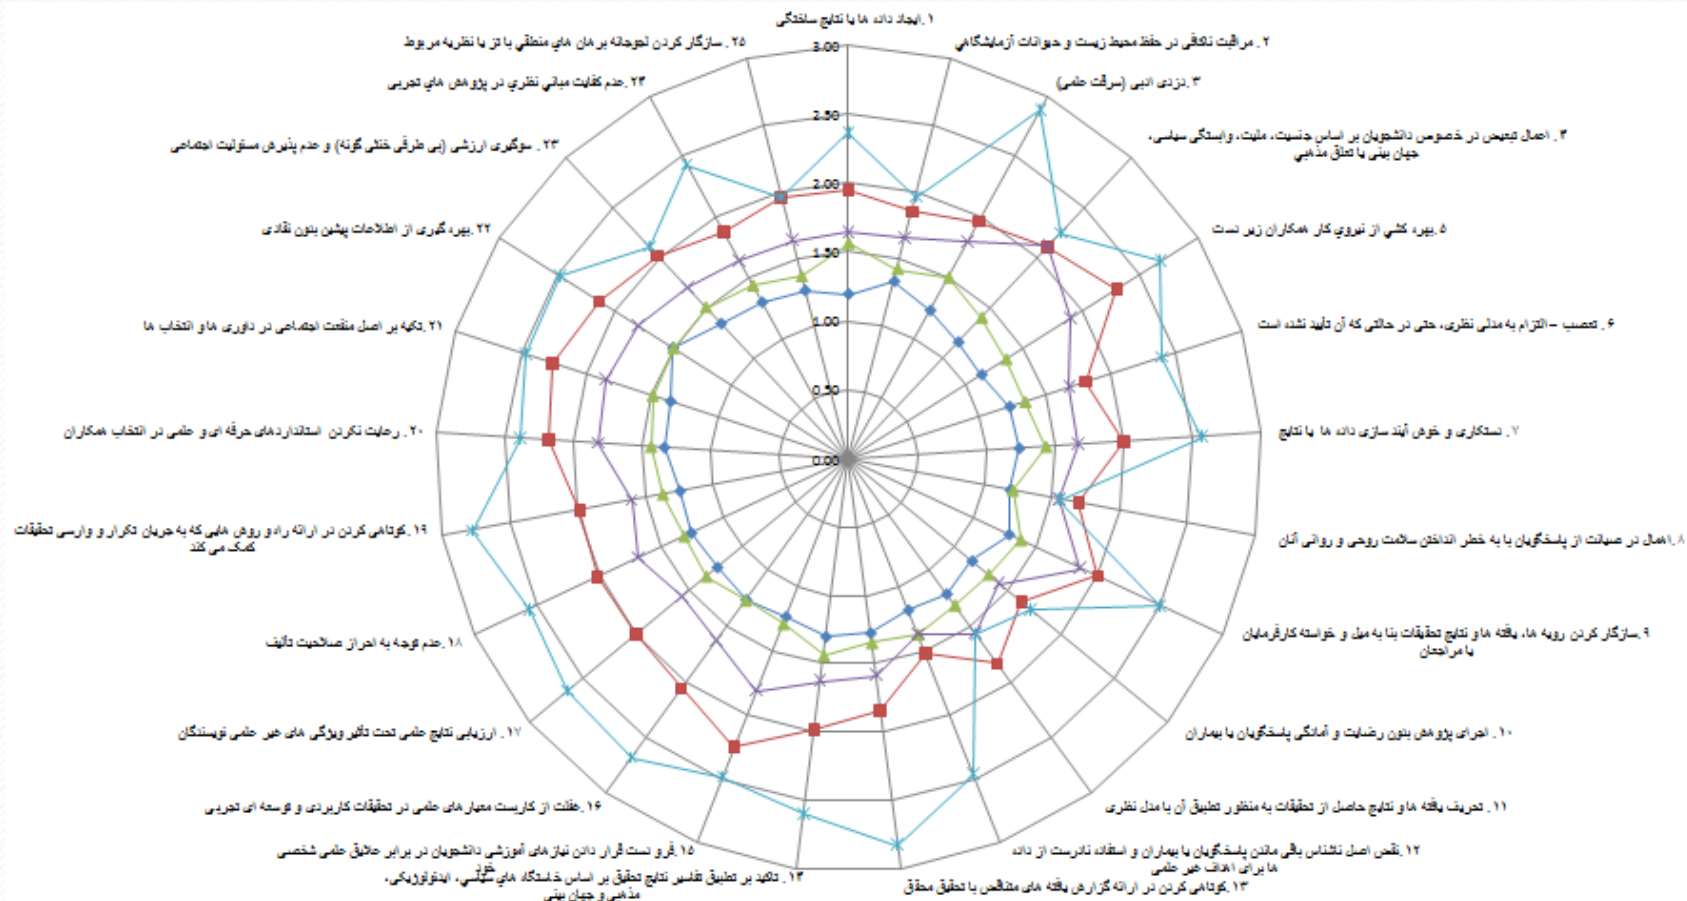 ۱.ایجاد داده ها یا نتایج ساختگی
۲. مراقبت ناکافی در حفظ محیط زیست و حیوانات آزمایشگاهي
۳.دزدی ادبی (سرقت علمی)
۴. اعمال تبعیض در خصوص دانشجویان بر اساس جنسیت، ملیت، وابستگی سیاسی،
جهان بینی یا تعلق مذهبي
۵.بهره کشي از نیروي کار همکاران زیر دست
۶. تعصب – التزام به مدلی نظری، حتی در حالتی که آن تأیید نشده است
۷. دستکاری و خوش آیند سازی داده ها یا نتایج
۸.اهمال در صیانت از پاسخگویان با به خطر انداختن سلامت روحی و روانی آنان
۹.سازگار کردن رویه ها، یافته ها و نتایج تحقیقات بنا به میل و خواسته کارفرمایان
یا مراجعان
۱۰. اجرای پژوهش بدون رضایت و آمادگی پاسخگویان یا بیماران
۱۱. تحریف یافته ها و نتایج حاصل از تحقیقات به منظور تطبیق آن با مدل نظری
۱۲.نقض اصل ناشناس باقی ماندن پاسخگویان یا بیماران و استفاده نادرست از داده
ها برای اهداف غیر علمی
۱۳.کوتاهی کردن در ارائه گزارش یافته های متناقض با تحقیق محقق
۱۴. تاکید بر تطبیق تفاسیر نتایج تحقیق بر اساس خاستگاه هاي سیاسي، ایدئولوژیکی،
مذهبی و جهان بینی
۱۵.فرو دست قرار دادن نیازهای آموزشی دانشجویان در برابر علایق علمی شخصی
خود
۱۶.غفلت از کاربست معیارهای علمی در تحقیقات کاربردی و توسعه ای تجربی
۱۷. ارزیابی نتایج علمی تحت تأثیر ویژگی های غیر علمی نویسندگان
۱۸.عدم توجه به احراز صلاحیت تألیف
۱۹.کوتاهی کردن در ارائه راه و روش هایی که به جریان تکرار و وارسی تحقیقات
کمک می کند
۲۰. رعایت نکردن استانداردهای حرفه ای و علمی در انتخاب همکاران
۲۱.تکیه بر اصل منفعت اجتماعی در داوری ها و انتخاب ها
۲۲.بهره گیری از اطلاعات پیشین بدون نقادی
۲۳. سوگیری ارزشی (بی طرفی خنثی گونه) و عدم پذیرش مسئولیت اجتماعی
۲۴.عدم کفایت مباني نظري در پژوهش هاي تجربی
۲۵. سازگار کردن لجوجانه برهان هاي منطقي با تز یا نظریه مربوط
3.00
2.50
2.00
1.50
1.00
0.50
0.00